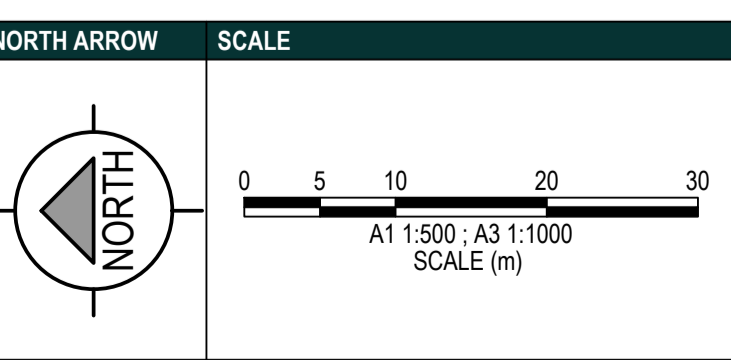 NORTH ARROW
SCALE
NORTH
0 5 10 20 30
A1 1:500 ; A3 1:1000
SCALE (m)